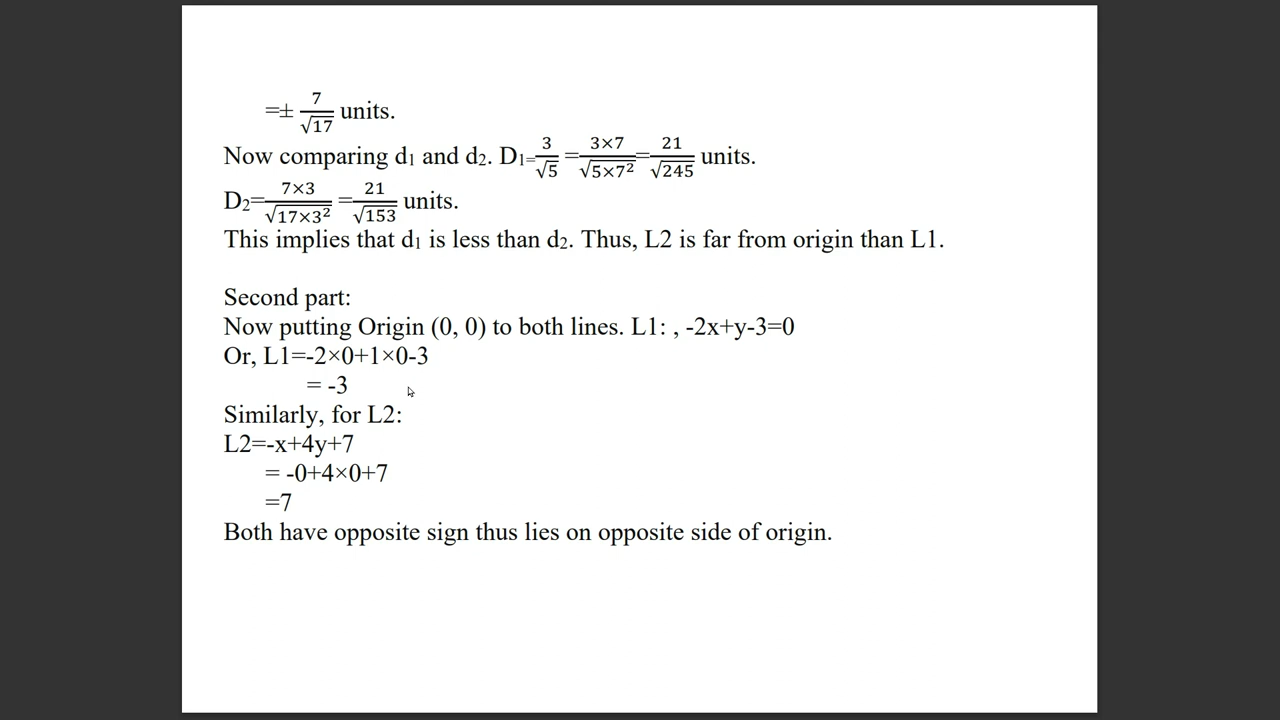 =± 7/√17 units.
Now comparing d₁ and d₂. D₁=3/√5 =3×7/√5×7²=21/√245 units.
D₂=7×3/√17×3² =21/√153 units.
This implies that d₁ is less than d₂. Thus, L2 is far from origin than L1.
Second part:
Now putting Origin (0, 0) to both lines. L1: , -2x+y-3=0
Or, L1=-2×0+1×0-3
= -3
Similarly, for L2:
L2=-x+4y+7
= -0+4×0+7
=7
Both have opposite sign thus lies on opposite side of origin.